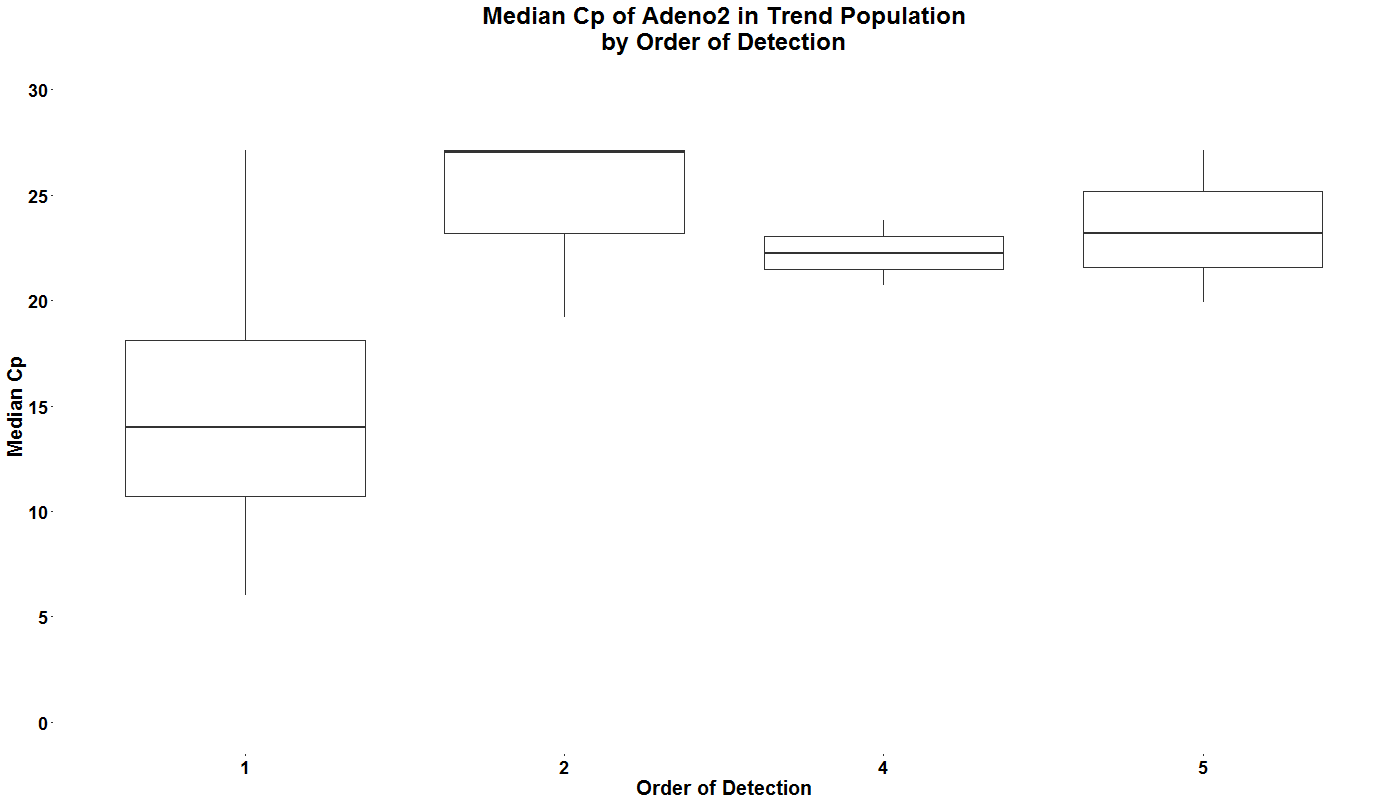 Median Cp of Adeno2 in Trend Population
by Order of Detection
30
25
20
15
10
5
0
Median Cp
1 2 4 5
Order of Detection